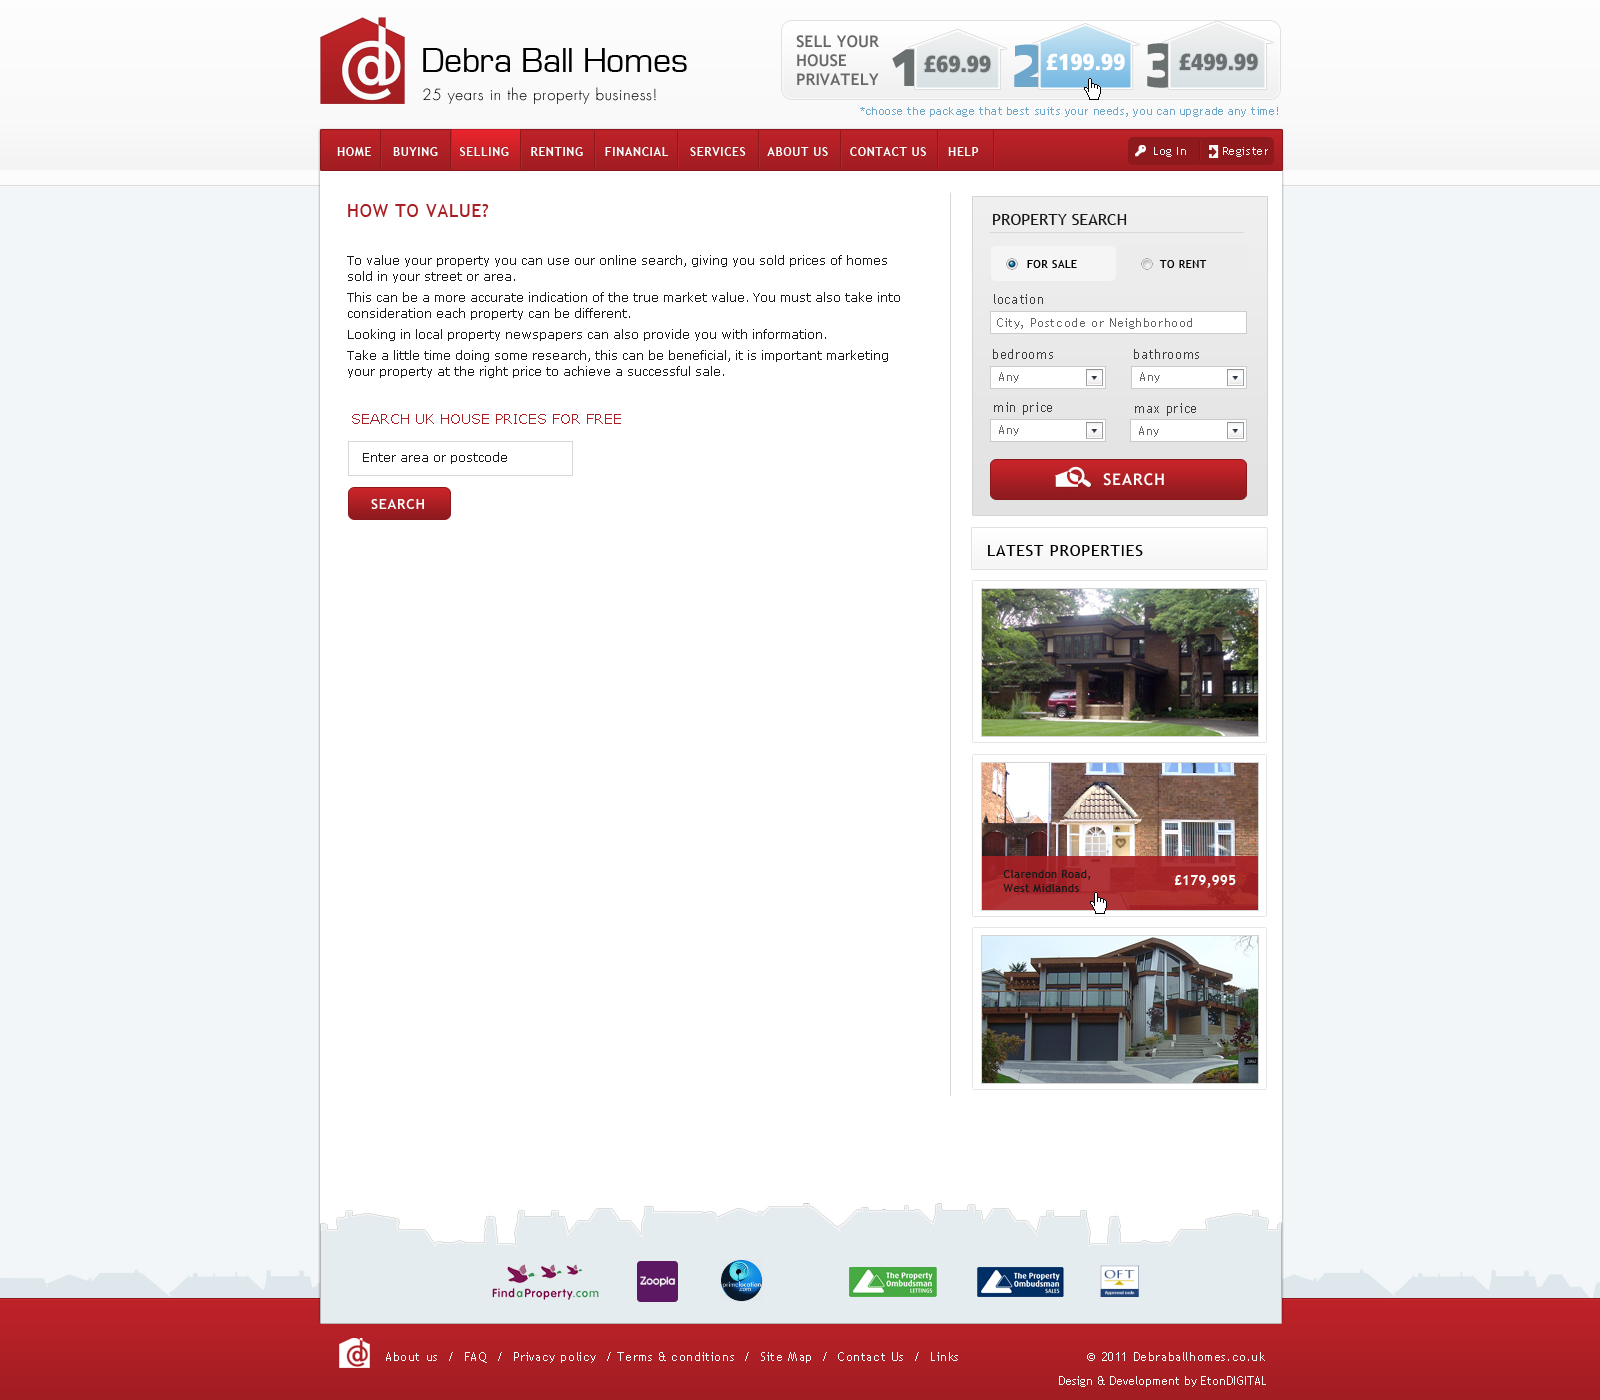 Debra Ball Homes
25 years in the property business!
SELL YOUR
HOUSE
PRIVATELY
1 £69.99
2 £199.99
3 £499.99
*choose the package that best suits your needs, you can upgrade any time!
HOME BUYING SELLING RENTING FINANCIAL SERVICES ABOUT US CONTACT US HELP
Log In Register
HOW TO VALUE?
To value your property you can use our online search, giving you sold prices of homes
sold in your street or area.
This can be a more accurate indication of the true market value. You must also take into
consideration each property can be different.
Looking in local property newspapers can also provide you with information.
Take a little time doing some research, this can be beneficial, it is important marketing
your property at the right price to achieve a successful sale.
SEARCH UK HOUSE PRICES FOR FREE
Enter area or postcode
SEARCH
PROPERTY SEARCH
FOR SALE TO RENT
location
City, Postcode or Neighborhood
bedrooms bathrooms
Any Any
min price max price
Any Any
SEARCH
LATEST PROPERTIES
Clarendon Road,
West Midlands
£179,995
FindaProperty.com
Zoopla
primelocation
.com
The Property
Ombudsman
LETTINGS
The Property
Ombudsman
SALES
OFT
Approved code
About us / FAQ / Privacy policy / Terms & conditions / Site Map / Contact Us / Links
© 2011 Debraballhomes.co.uk
Design & Development by EtonDIGITAL